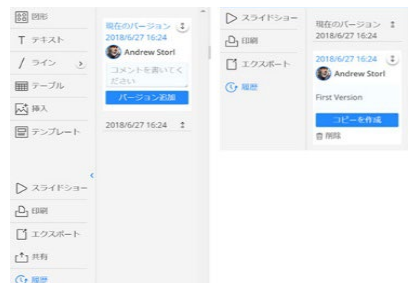 図形
テキスト
ライン
テーブル
挿入
テンプレート
スライドショー
印刷
エクスポート
共有
履歴
現在のバージョン
2018/6/27 16:24
Andrew Storl
コメントを書いてく
ださい
バージョン追加
2018/6/27 16:24
スライドショー
印刷
エクスポート
履歴
現在のバージョン
2018/6/27 16:24
2018/6/27 16:24
Andrew Storl
First Version
コピーを作成
削除